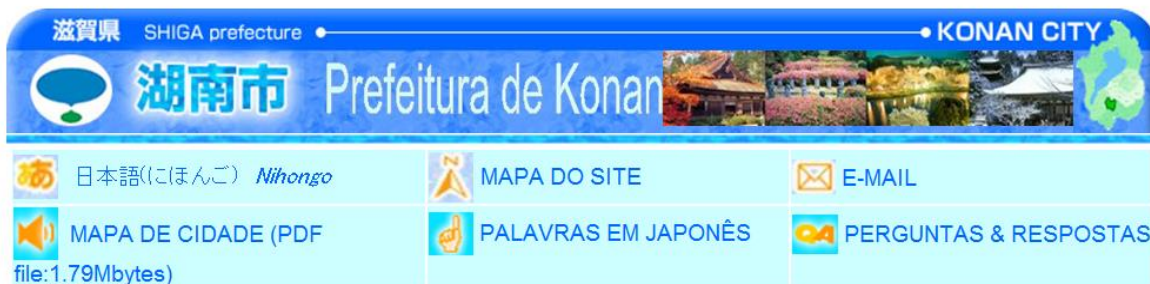 滋賀県 SHIGA prefecture KONAN CITY
湖南市 Prefeitura de Konan
あ 日本語(にほんご) Nihongo
N MAPA DO SITE
E-MAIL
MAPA DE CIDADE (PDF
file:1.79Mbytes)
PALAVRAS EM JAPONÊS
QA PERGUNTAS & RESPOSTAS